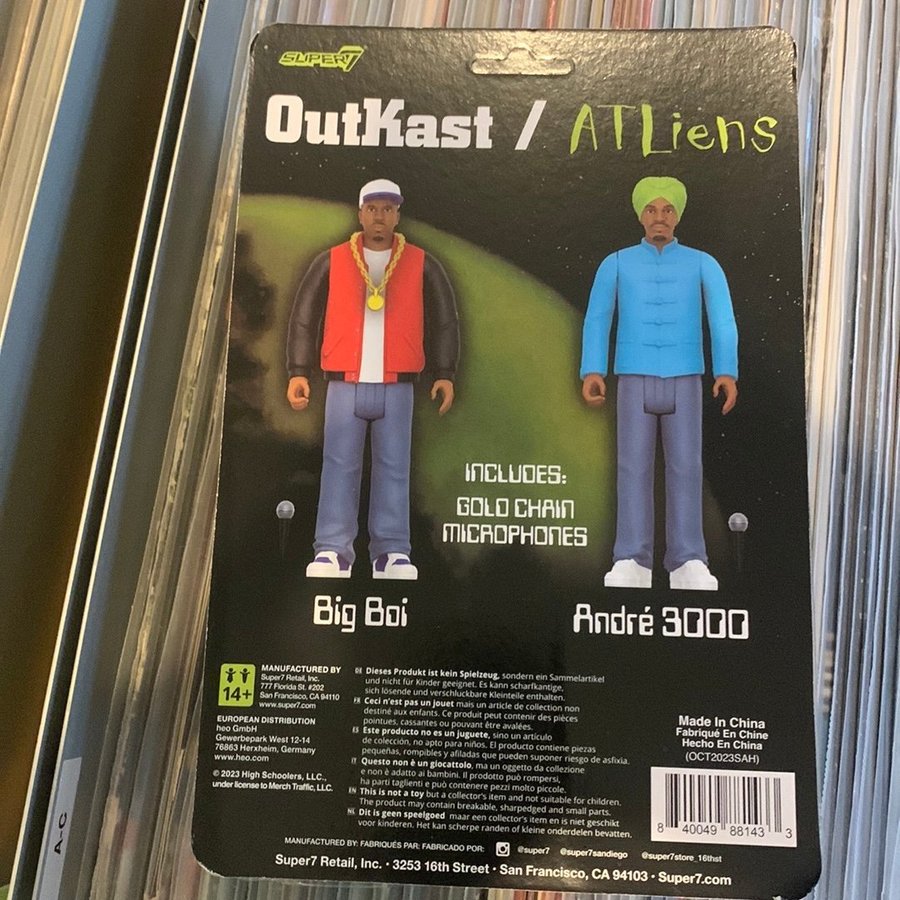 SUPER7
OutKast / ATLiens
INCLUDES:
GOLD CHAIN
MICROPHONES
Big Boi
André 3000
14+
MANUFACTURED BY
Super7 Retail, Inc.
777 Florida St. #202
San Francisco, CA 94110
www.super7.com
EUROPEAN DISTRIBUTION
heo GmbH
Gewerbepark West 12-14
76863 Herxheim, Germany
www.heo.com
© 2023 High Schoolers, LLC.,
under license to Merch Traffic, LLC.
DE Dieses Produkt ist kein Spielzeug, sondern ein Sammelartikel
und nicht für Kinder geeignet. Es kann scharfkantige,
sich lösende und verschluckbare Kleinteile enthalten.
FR Ceci n'est pas un jouet mais un article de collection non
destiné aux enfants. Ce produit peut contenir des pièces
pointues, cassantes ou pouvant être avalées.
ES Este producto no es un juguete, sino un artículo
de colección, no apto para niños. El producto contiene piezas
pequeñas, rompibles y afiladas que pueden suponer riesgo de asfixia.
IT Questo non è un giocattolo, ma un oggetto da collezione
e non è adatto ai bambini. Il prodotto può rompersi,
ha parti taglienti e può contenere pezzi molto piccole.
EN This is not a toy but a collector's item and not suitable for children.
The product may contain breakable, sharpedged and small parts.
NL Dit is geen speelgoed maar een collector's item en is niet geschikt
voor kinderen. Het kan scherpe randen of kleine onderdelen bevatten.
Made In China
Fabriqué En Chine
Hecho En China
(OCT2023SAH)
8 40049 88143 3
MANUFACTURED BY: FABRIQUÉS PAR: FABRICADO POR: @super7 @super7sandiego @super7store_16thst
Super7 Retail, Inc. • 3253 16th Street • San Francisco, CA 94103 • Super7.com
A-C